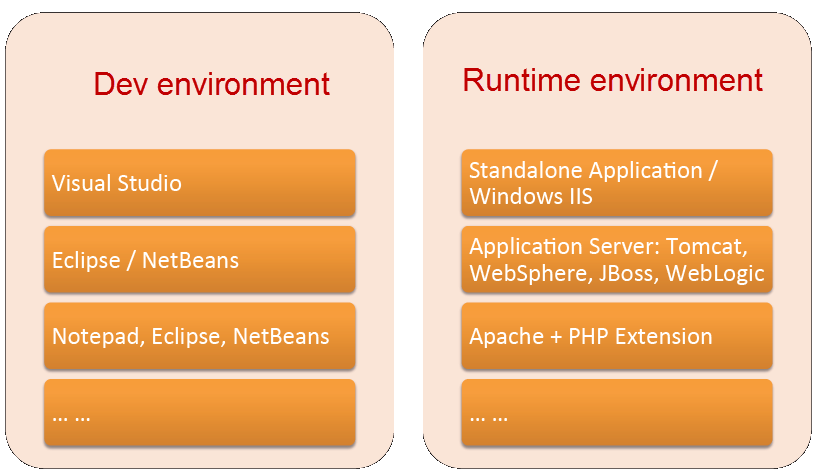 Dev environment
Visual Studio
Eclipse / NetBeans
Notepad, Eclipse, NetBeans
... ...
Runtime environment
Standalone Application /
Windows IIS
Application Server: Tomcat,
WebSphere, JBoss, WebLogic
Apache + PHP Extension
... ...